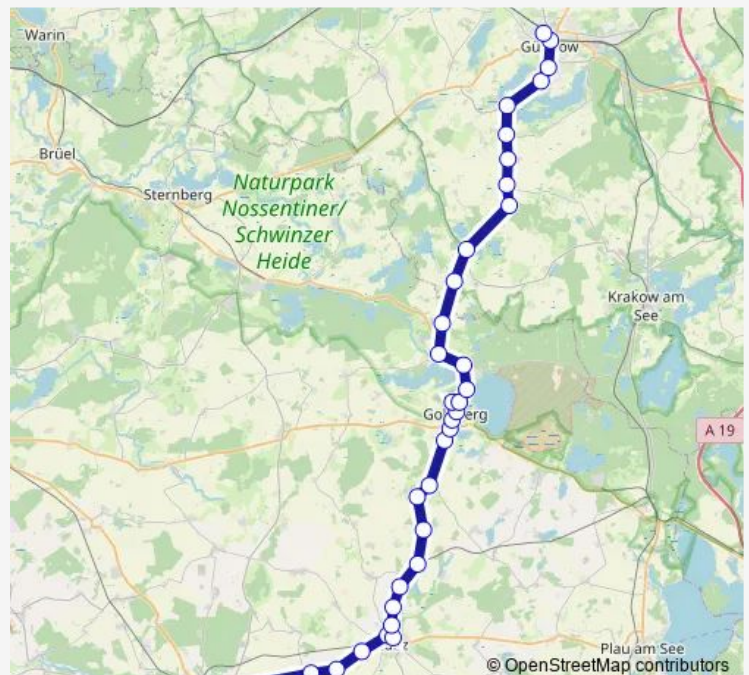 Warin
Brüel
Sternberg
Naturpark
Nossentiner/
Schwinzer
Heide
Krakow am
See
A 19
Plau am See
© OpenStreetMap contributors